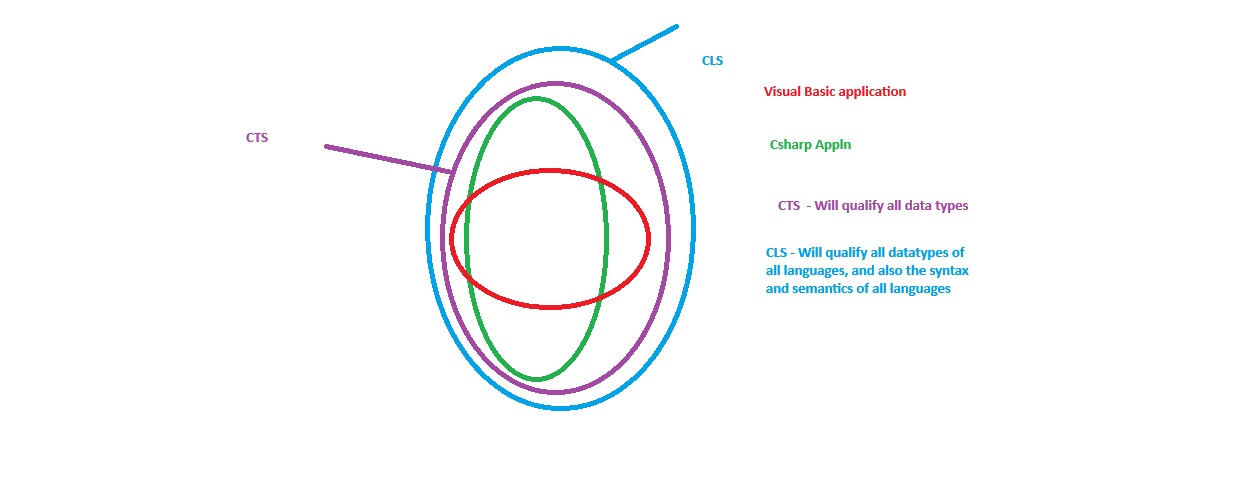 CLS
Visual Basic application
CTS
Csharp Appln
CTS - Will qualify all data types
CLS - Will qualify all datatypes of
all languages, and also the syntax
and semantics of all languages